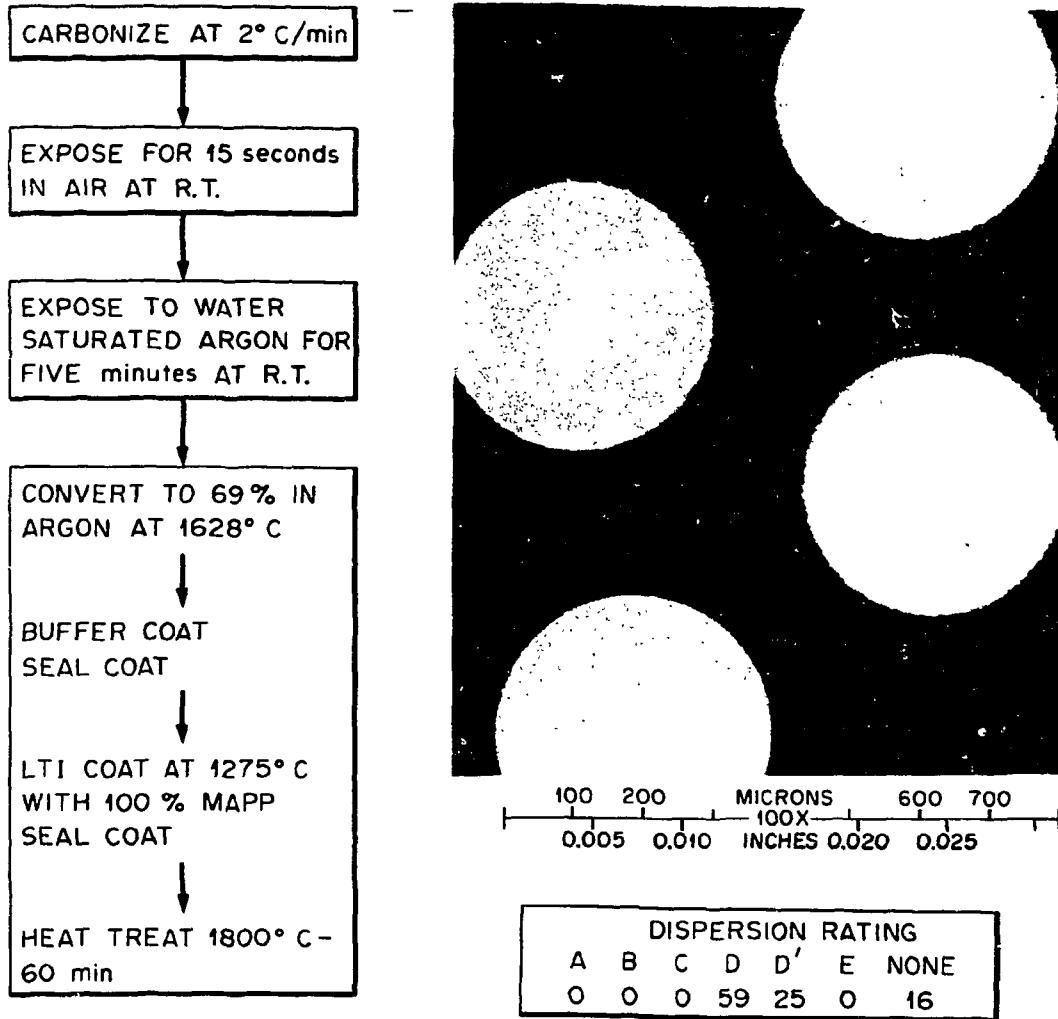 CARBONIZE AT 2° C/min
EXPOSE FOR 15 seconds
IN AIR AT R.T.
EXPOSE TO WATER
SATURATED ARGON FOR
FIVE minutes AT R.T.
CONVERT TO 69% IN
ARGON AT 1628° C
BUFFER COAT
SEAL COAT
LTI COAT AT 1275° C
WITH 100 % MAPP
SEAL COAT
HEAT TREAT 1800° C-
60 min
100 200 MICRONS 600 700
100X
0.005 0.010 INCHES 0.020 0.025
DISPERSION RATING
A B C D D' E NONE
0 0 0 59 25 0 16